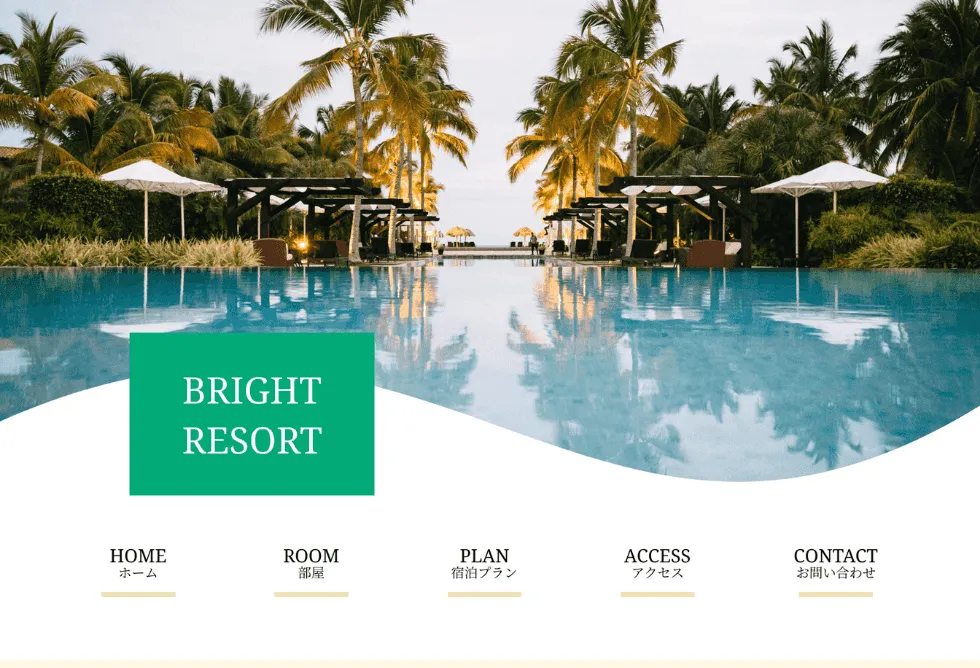 BRIGHT
RESORT
HOME
ホーム
ROOM
部屋
PLAN
宿泊プラン
ACCESS
アクセス
CONTACT
お問い合わせ